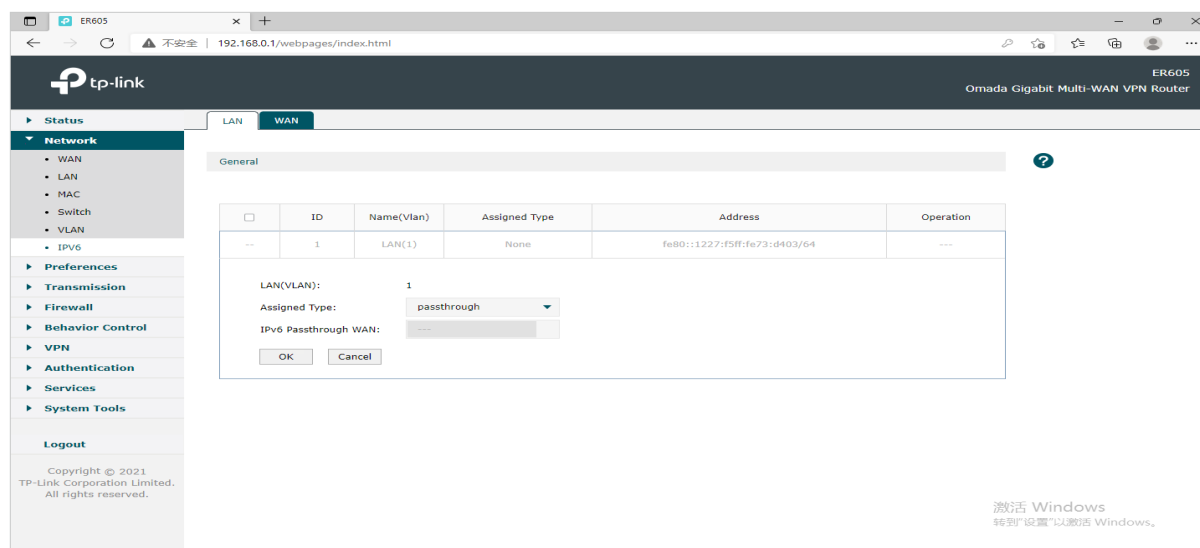 ER605
不安全 | 192.168.0.1/webpages/index.html
tp-link
ER605
Omada Gigabit Multi-WAN VPN Router
Status
Network
WAN
LAN
MAC
Switch
VLAN
IPV6
Preferences
Transmission
Firewall
Behavior Control
VPN
Authentication
Services
System Tools
Logout
Copyright © 2021
TP-Link Corporation Limited.
All rights reserved.
LAN WAN
General
?
ID Name(Vlan) Assigned Type Address Operation
-- 1 LAN(1) None fe80::1227:f5ff:fe73:d403/64 ---
LAN(VLAN): 1
Assigned Type: passthrough
IPv6 Passthrough WAN: ---
OK Cancel
激活 Windows
转到"设置"以激活 Windows。